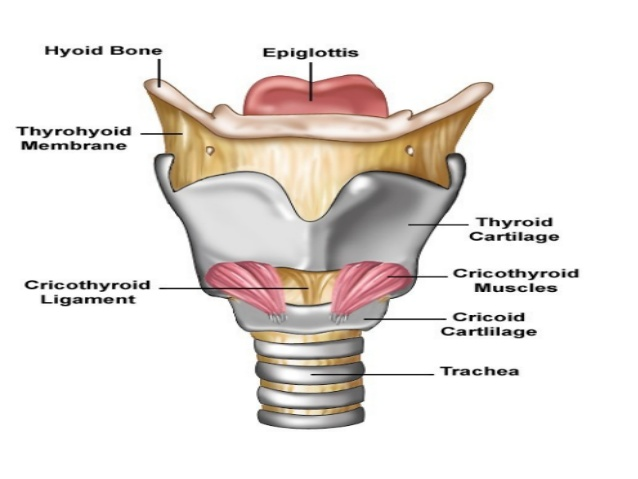 Hyoid Bone
Epiglottis
Thyrohyoid
Membrane
Thyroid
Cartilage
Cricothyroid
Muscles
Cricothyroid
Ligament
Cricoid
Cartlilage
Trachea